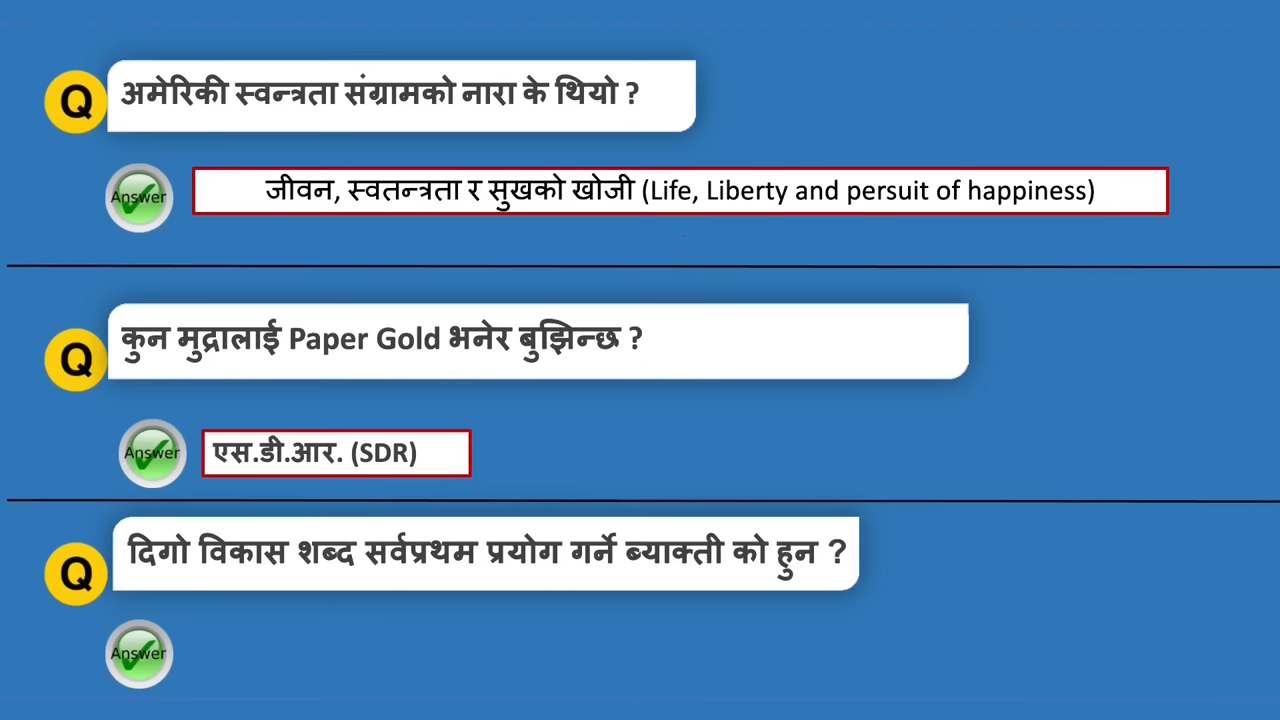 Q अमेरिकी स्वन्त्रता संग्रामको नारा के थियो ?
Answer जीवन, स्वतन्त्रता र सुखको खोजी (Life, Liberty and persuit of happiness)
Q कुन मुद्रालाई Paper Gold भनेर बुझिन्छ ?
Answer एस.डी.आर. (SDR)
Q दिगो विकास शब्द सर्वप्रथम प्रयोग गर्ने ब्याक्ती को हुन ?
Answer